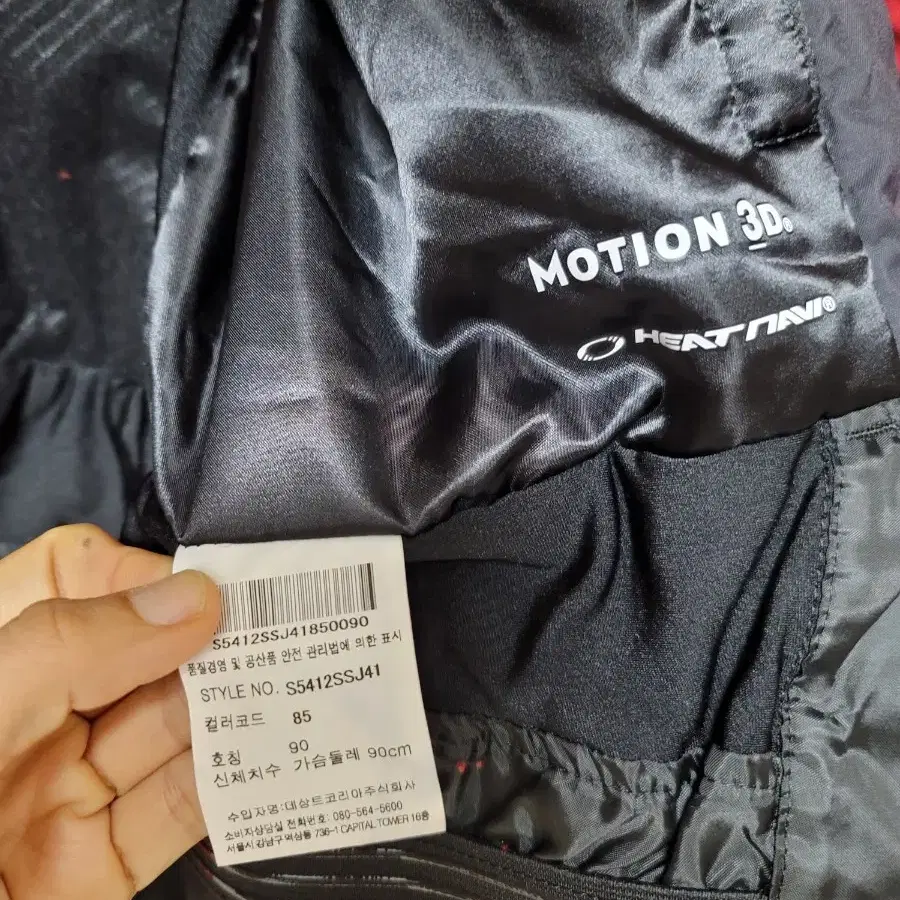 MOTION 3D®
HEAT NAVI®
S5412SSJ41850090
품질경영 및 공산품 안전 관리법에 의한 표시
STYLE NO. S5412SSJ41
컬러코드 85
호칭 90
신체치수 가슴둘레 90cm
수입자명:데상트코리아주식회사
소비자상담실 전화번호: 080-564-5600
서울시 강남구 역삼동 736-1 CAPITAL TOWER 16층